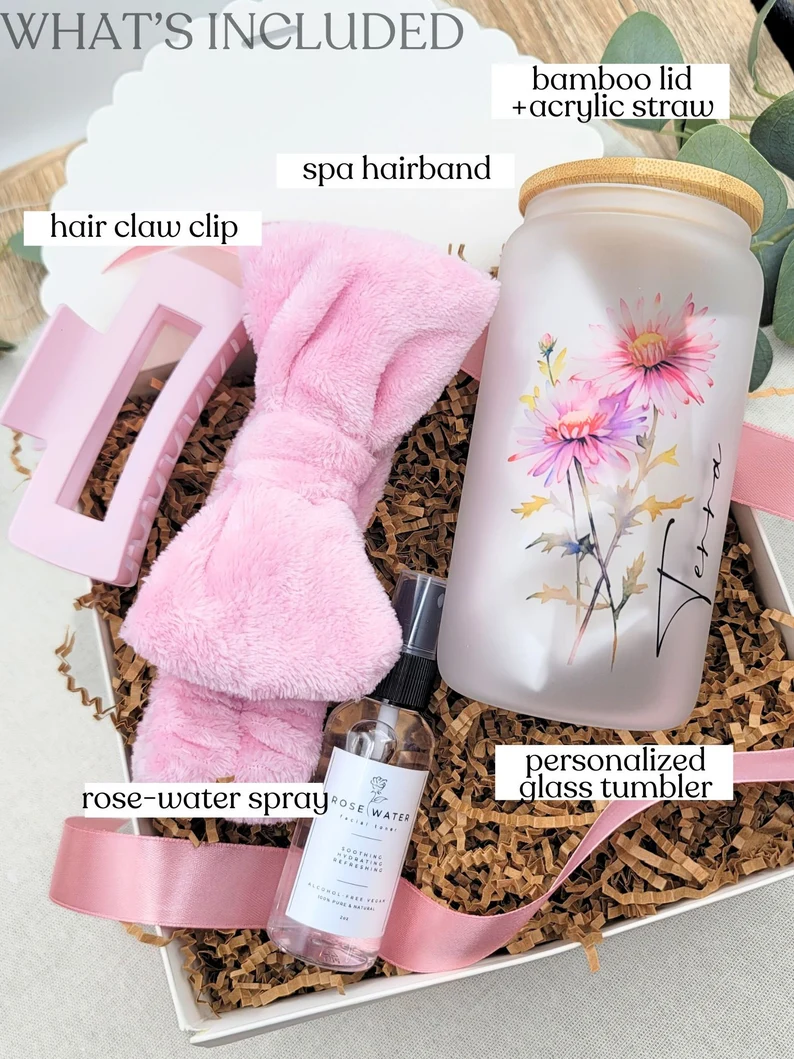 WHAT'S INCLUDED
bamboo lid
+acrylic straw
spa hairband
hair claw clip
Terra
personalized
glass tumbler
rose-water spray
ROSE WATER
facial toner
SOOTHING
HYDRATING
REFRESHING
ALCOHOL-FREE VEGAN
100% PURE & NATURAL
2oz